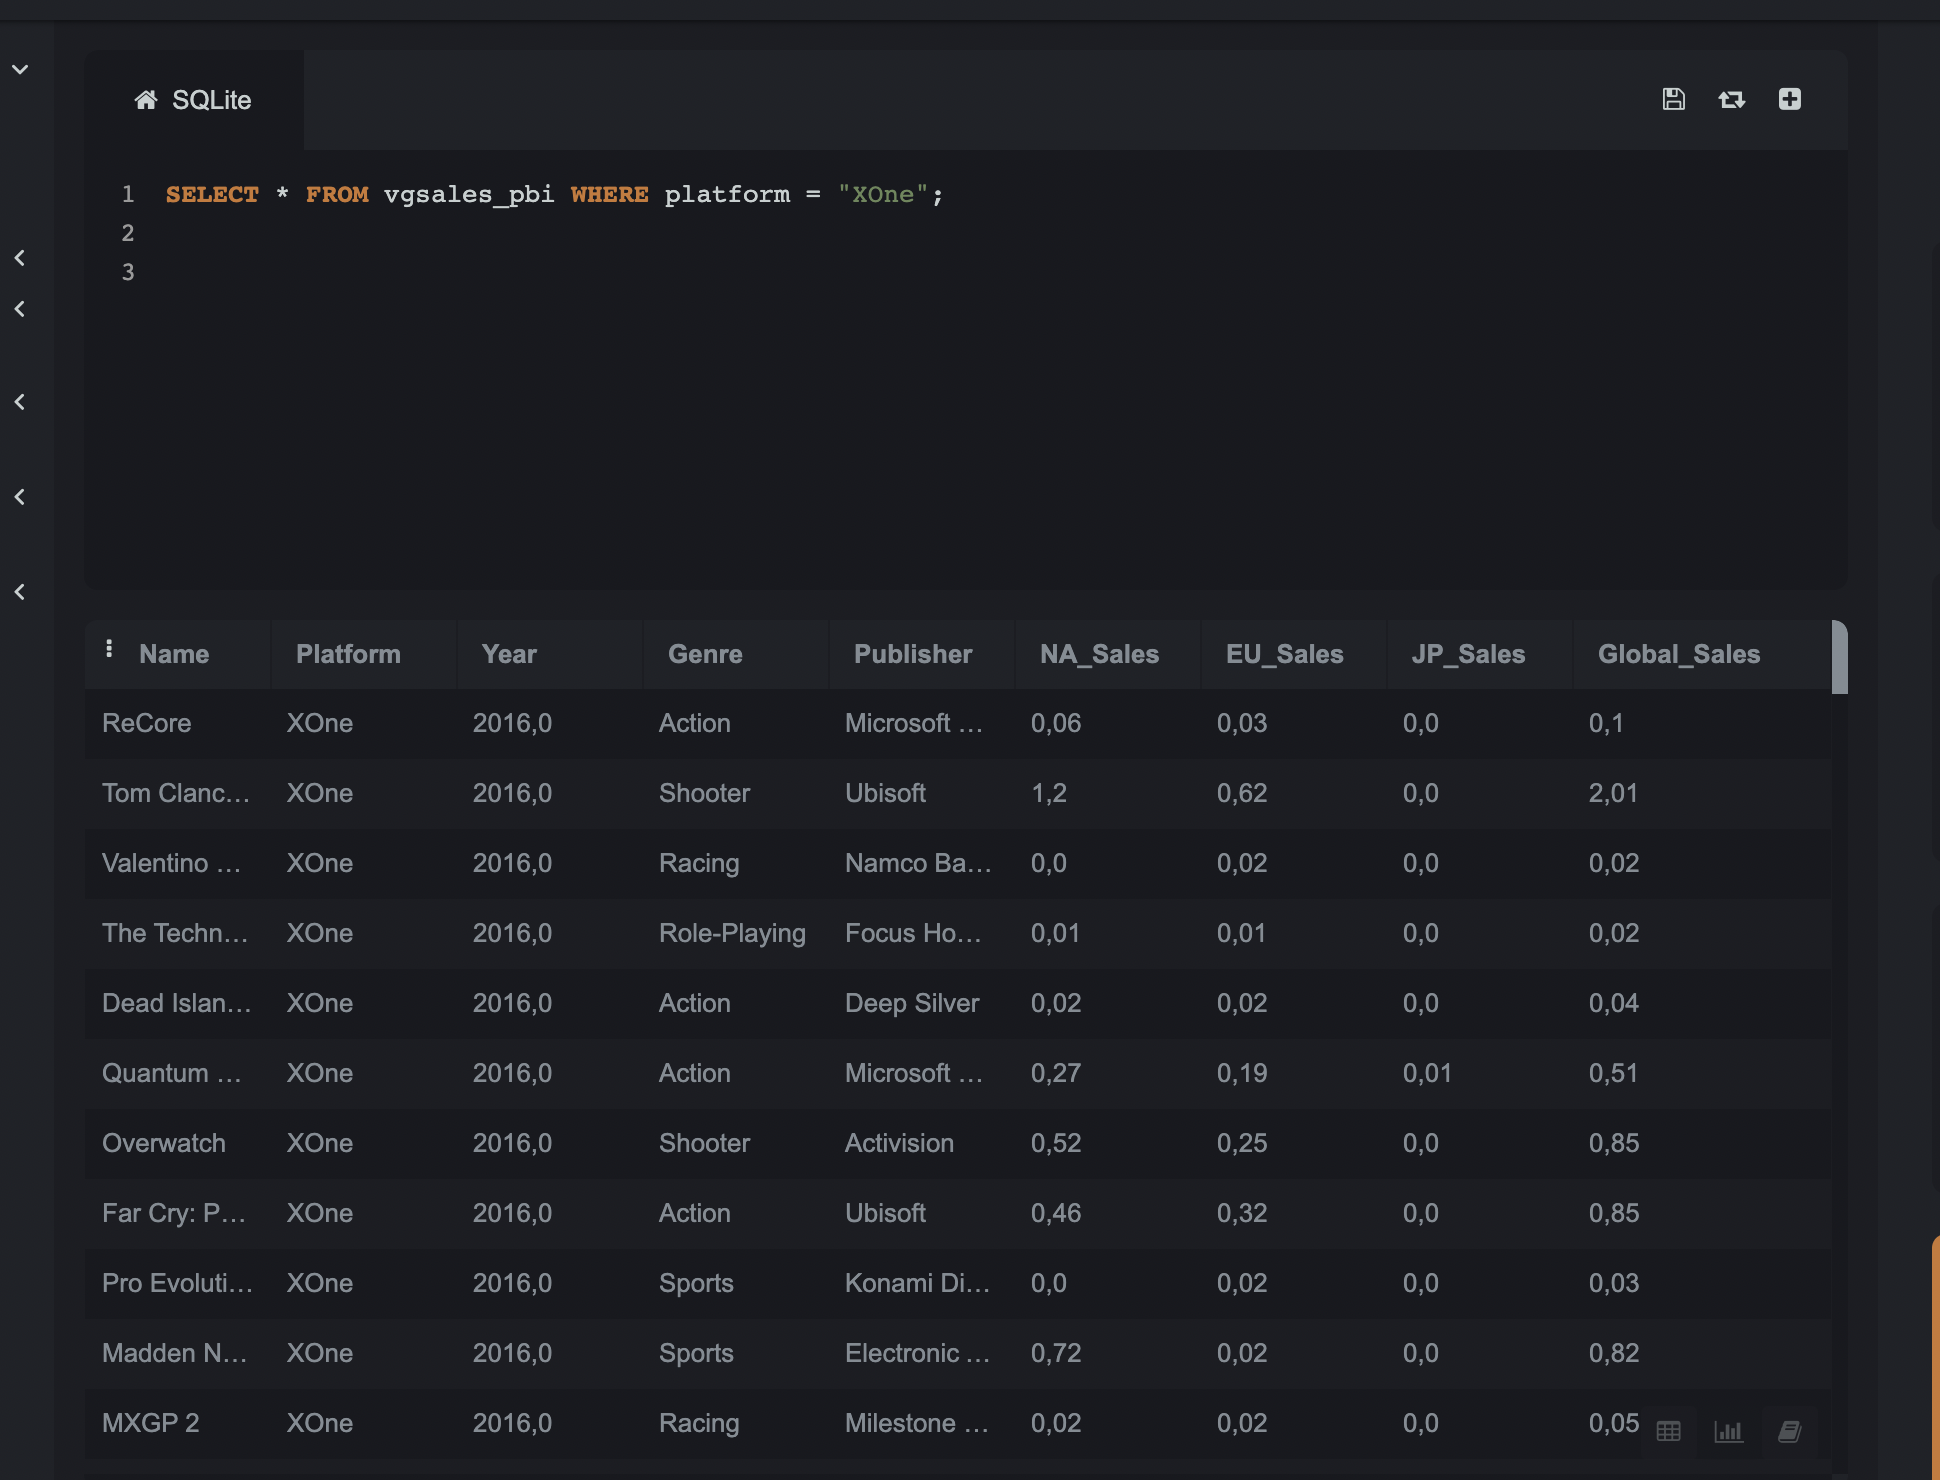 SQLite
1 SELECT * FROM vgsales_pbi WHERE platform = "XOne";
2
3
Name Platform Year Genre Publisher NA_Sales EU_Sales JP_Sales Global_Sales
ReCore XOne 2016,0 Action Microsoft ... 0,06 0,03 0,0 0,1
Tom Clanc... XOne 2016,0 Shooter Ubisoft 1,2 0,62 0,0 2,01
Valentino ... XOne 2016,0 Racing Namco Ba... 0,0 0,02 0,0 0,02
The Techn... XOne 2016,0 Role-Playing Focus Ho... 0,01 0,01 0,0 0,02
Dead Islan... XOne 2016,0 Action Deep Silver 0,02 0,02 0,0 0,04
Quantum ... XOne 2016,0 Action Microsoft ... 0,27 0,19 0,01 0,51
Overwatch XOne 2016,0 Shooter Activision 0,52 0,25 0,0 0,85
Far Cry: P... XOne 2016,0 Action Ubisoft 0,46 0,32 0,0 0,85
Pro Evoluti... XOne 2016,0 Sports Konami Di... 0,0 0,02 0,0 0,03
Madden N... XOne 2016,0 Sports Electronic ... 0,72 0,02 0,0 0,82
MXGP 2 XOne 2016,0 Racing Milestone ... 0,02 0,02 0,0 0,05